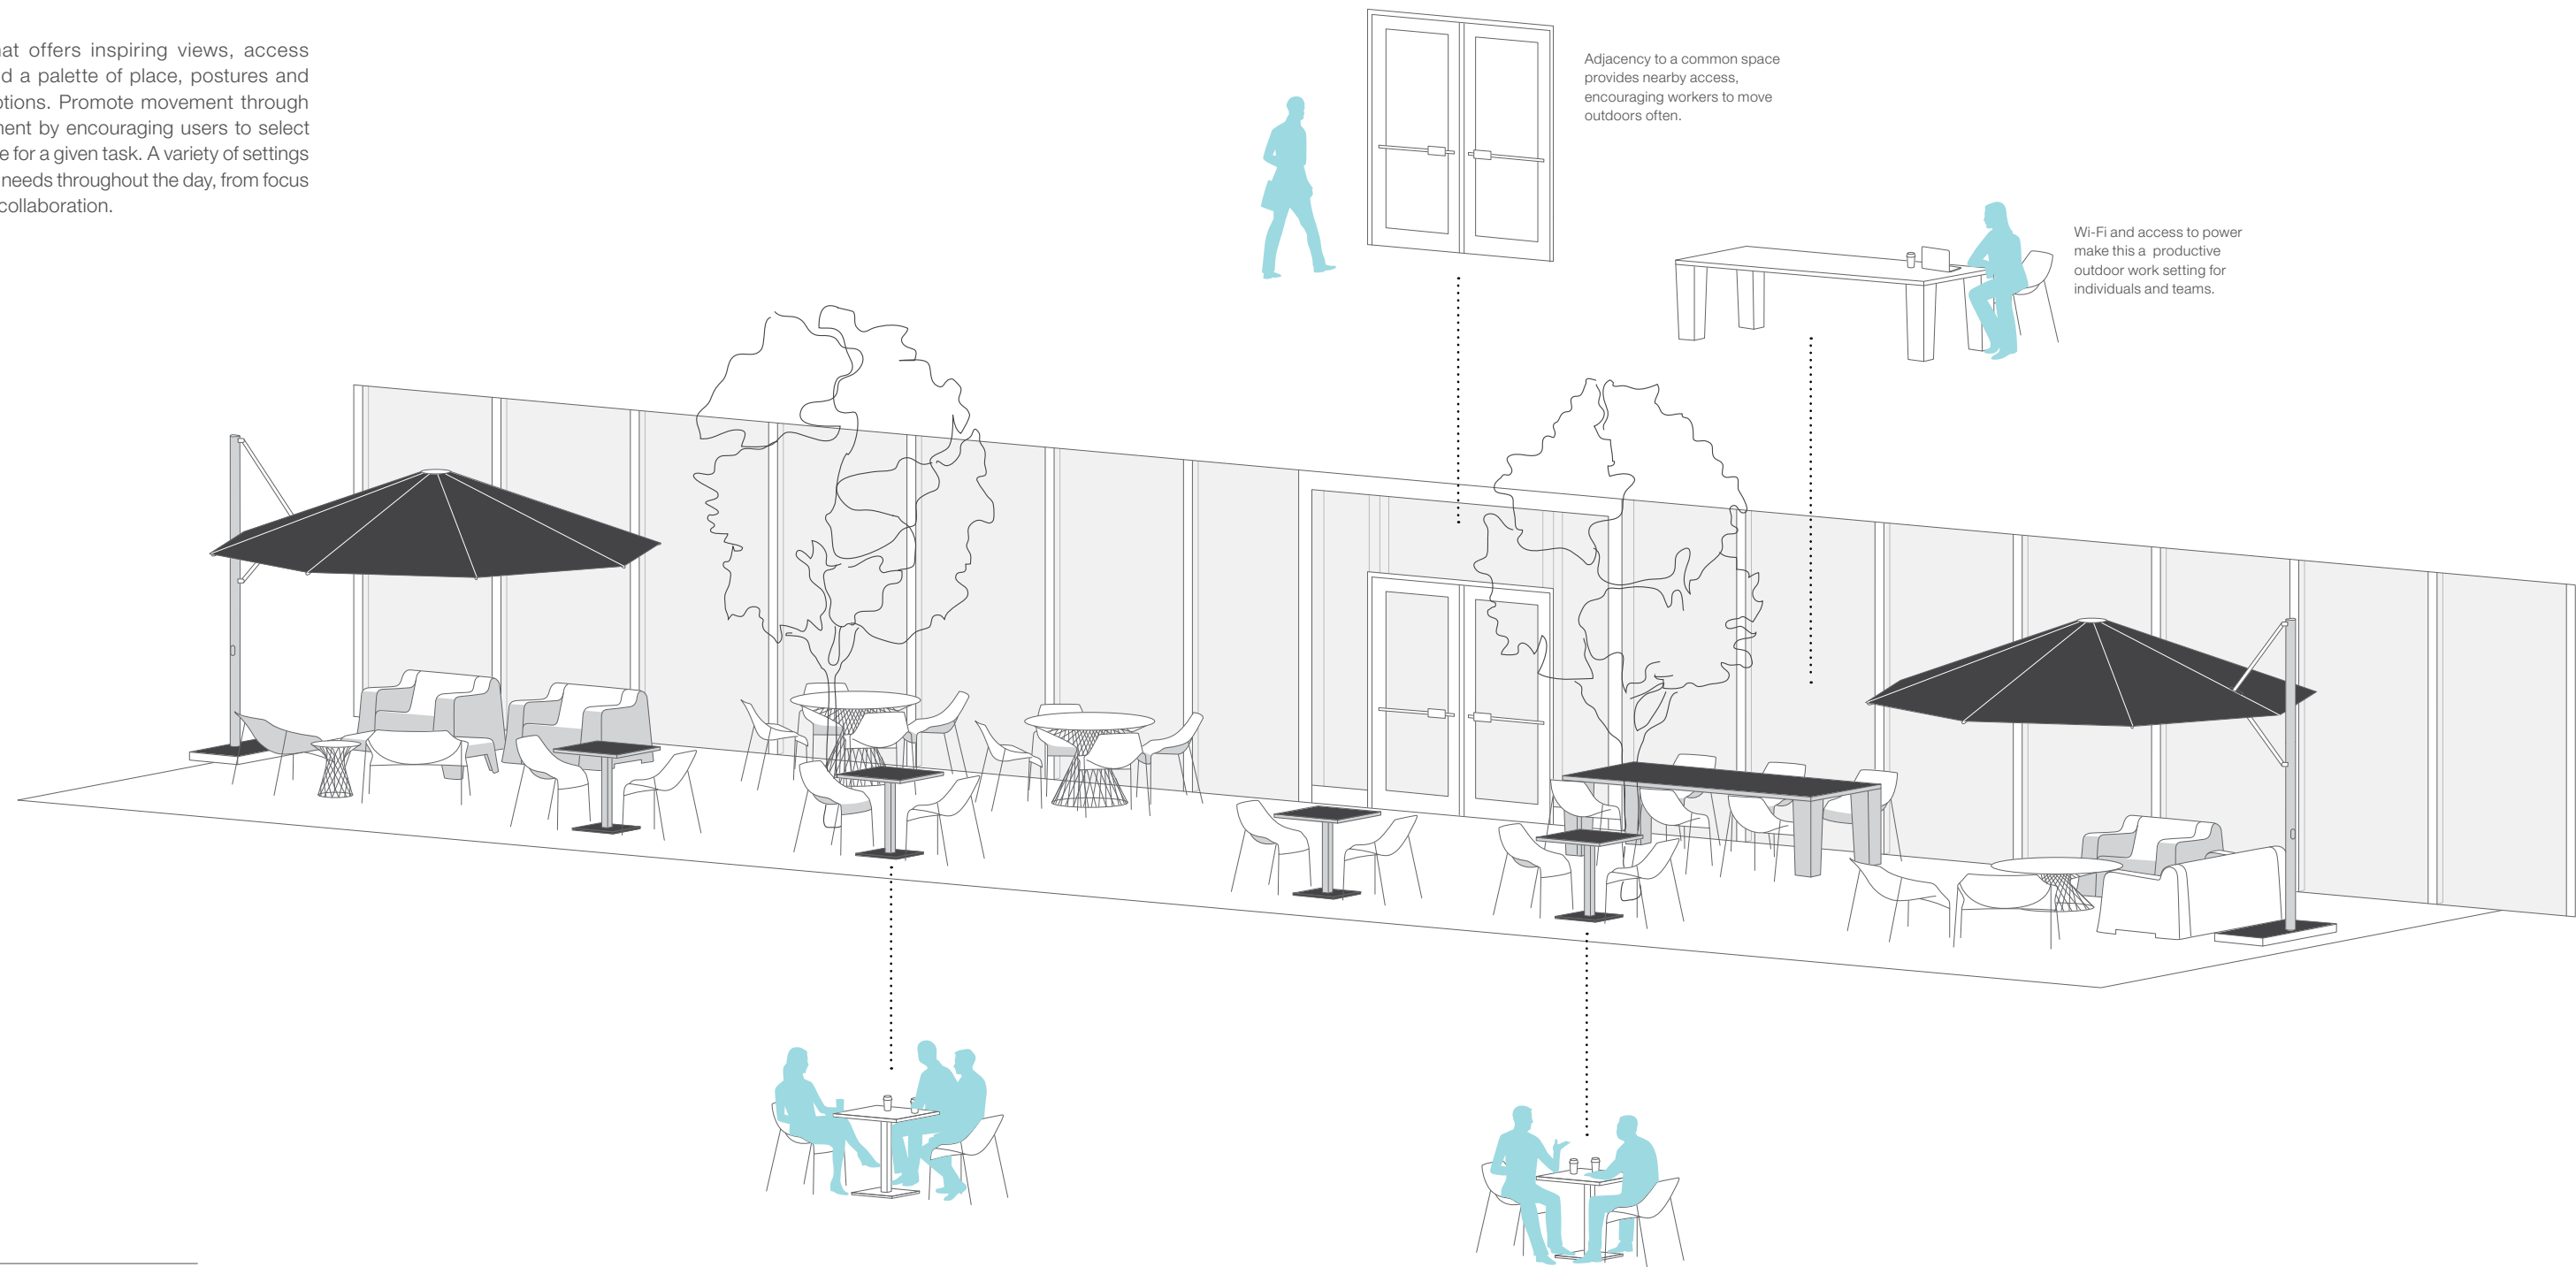 at offers inspiring views, access
d a palette of place, postures and
ptions. Promote movement through
nent by encouraging users to select
e for a given task. A variety of settings
needs throughout the day, from focus
collaboration.
Adjacency to a common space
provides nearby access,
encouraging workers to move
outdoors often.
Wi-Fi and access to power
make this a productive
outdoor work setting for
individuals and teams.